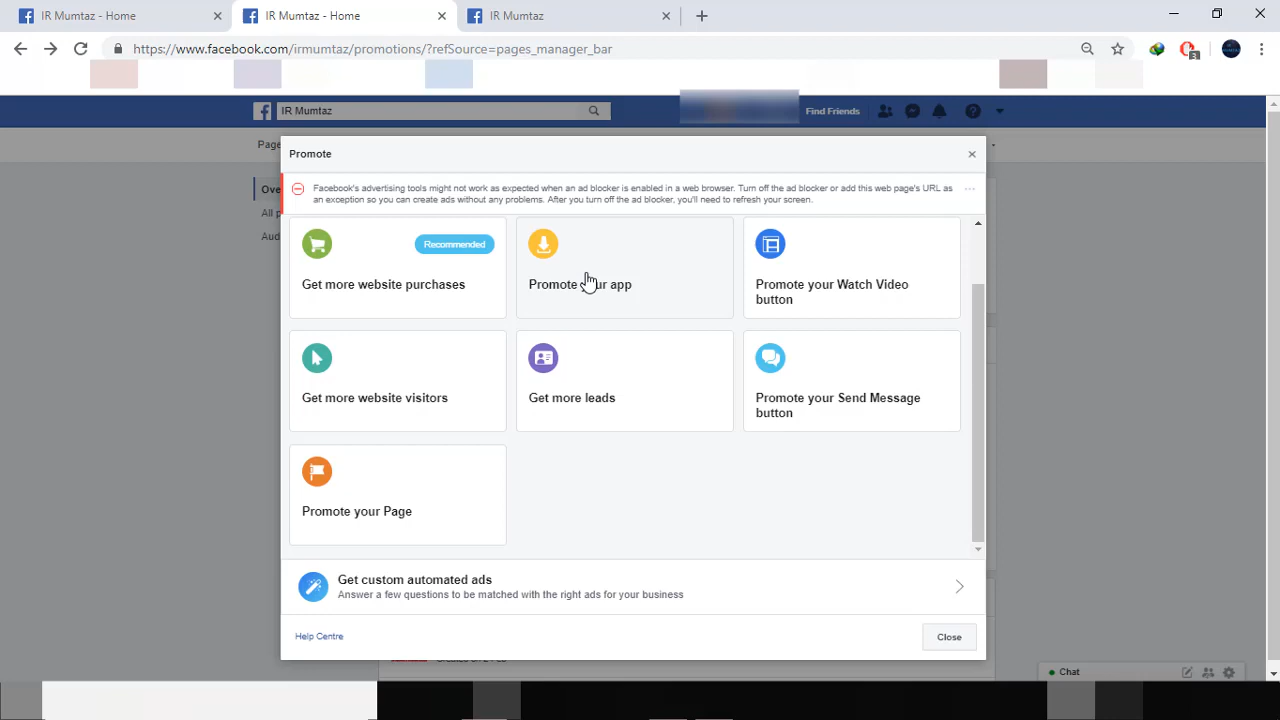 IR Mumtaz - Home
IR Mumtaz - Home
IR Mumtaz
https://www.facebook.com/irmumtaz/promotions/?refSource=pages_manager_bar
3
IR Mumtaz
Find Friends
Page
Promote
Facebook's advertising tools might not work as expected when an ad blocker is enabled in a web browser. Turn off the ad blocker or add this web page's URL as
an exception so you can create ads without any problems. After you turn off the ad blocker, you'll need to refresh your screen.
Ove
All p
Aud
Recommended
Get more website purchases
Promote your app
Promote your Watch Video
button
Get more website visitors
Get more leads
Promote your Send Message
button
Promote your Page
Get custom automated ads
Answer a few questions to be matched with the right ads for your business
Help Centre
Close
Chat